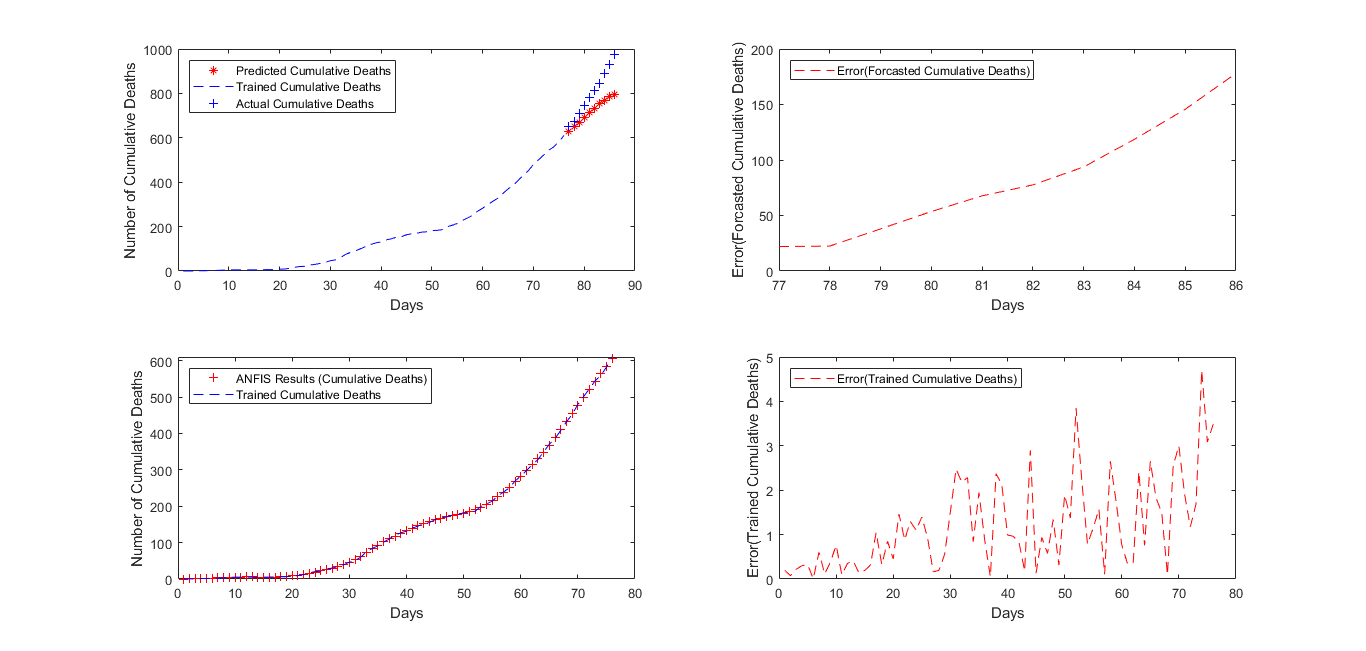 1000
800
600
400
200
0
Number of Cumulative Deaths
Predicted Cumulative Deaths
Trained Cumulative Deaths
Actual Cumulative Deaths
0 10 20 30 40 50 60 70 80 90
Days
200
150
100
50
0
Error(Forcasted Cumulative Deaths)
Error(Forcasted Cumulative Deaths)
77 78 79 80 81 82 83 84 85 86
Days
600
500
400
300
200
100
0
Number of Cumulative Deaths
ANFIS Results (Cumulative Deaths)
Trained Cumulative Deaths
0 10 20 30 40 50 60 70 80
Days
5
4
3
2
1
0
Error(Trained Cumulative Deaths)
Error(Trained Cumulative Deaths)
0 10 20 30 40 50 60 70 80
Days